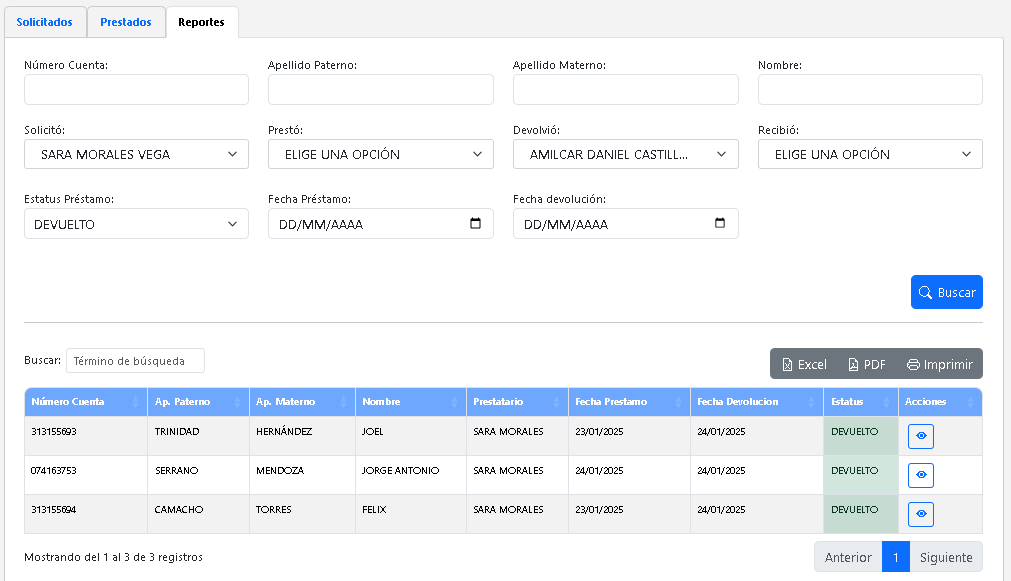 Solicitados Prestados Reportes
Número Cuenta: Apellido Paterno: Apellido Materno: Nombre:
Solicitó: Prestó: Devolvió: Recibió:
SARA MORALES VEGA ELIGE UNA OPCIÓN AMILCAR DANIEL CASTILL... ELIGE UNA OPCIÓN
Estatus Préstamo: Fecha Préstamo: Fecha devolución:
DEVUELTO DD/MM/AAAA DD/MM/AAAA
Buscar
Buscar: Término de búsqueda Excel PDF Imprimir
Número Cuenta Ap. Paterno Ap. Materno Nombre Prestatario Fecha Prestamo Fecha Devolucion Estatus Acciones
313155693 TRINIDAD HERNÁNDEZ JOEL SARA MORALES 23/01/2025 24/01/2025 DEVUELTO
074163753 SERRANO MENDOZA JORGE ANTONIO SARA MORALES 24/01/2025 24/01/2025 DEVUELTO
313155694 CAMACHO TORRES FELIX SARA MORALES 23/01/2025 24/01/2025 DEVUELTO
Mostrando del 1 al 3 de 3 registros Anterior 1 Siguiente